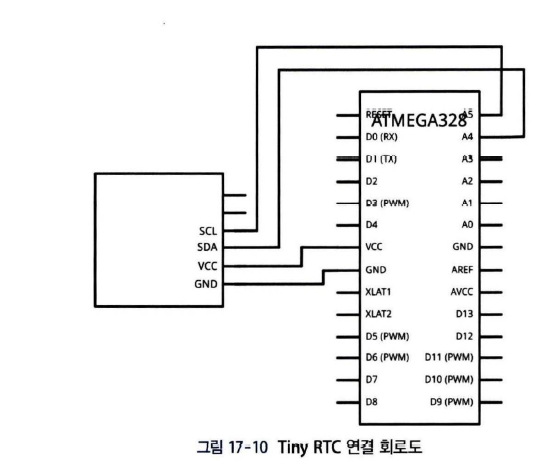 ATMEGA328
RESET A5
D0 (RX) A4
D1 (TX) A3
D2 A2
D3 (PWM) A1
D4 A0
VCC GND
GND AREF
XLAT1 AVCC
XLAT2 D13
D5 (PWM) D12
D6 (PWM) D11 (PWM)
D7 D10 (PWM)
D8 D9 (PWM)
SCL
SDA
VCC
GND
그림 17-10 Tiny RTC 연결 회로도